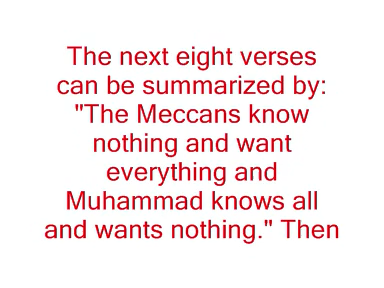 The next eight verses
can be summarized by:
"The Meccans know
nothing and want
everything and
Muhammad knows all
and wants nothing." Then